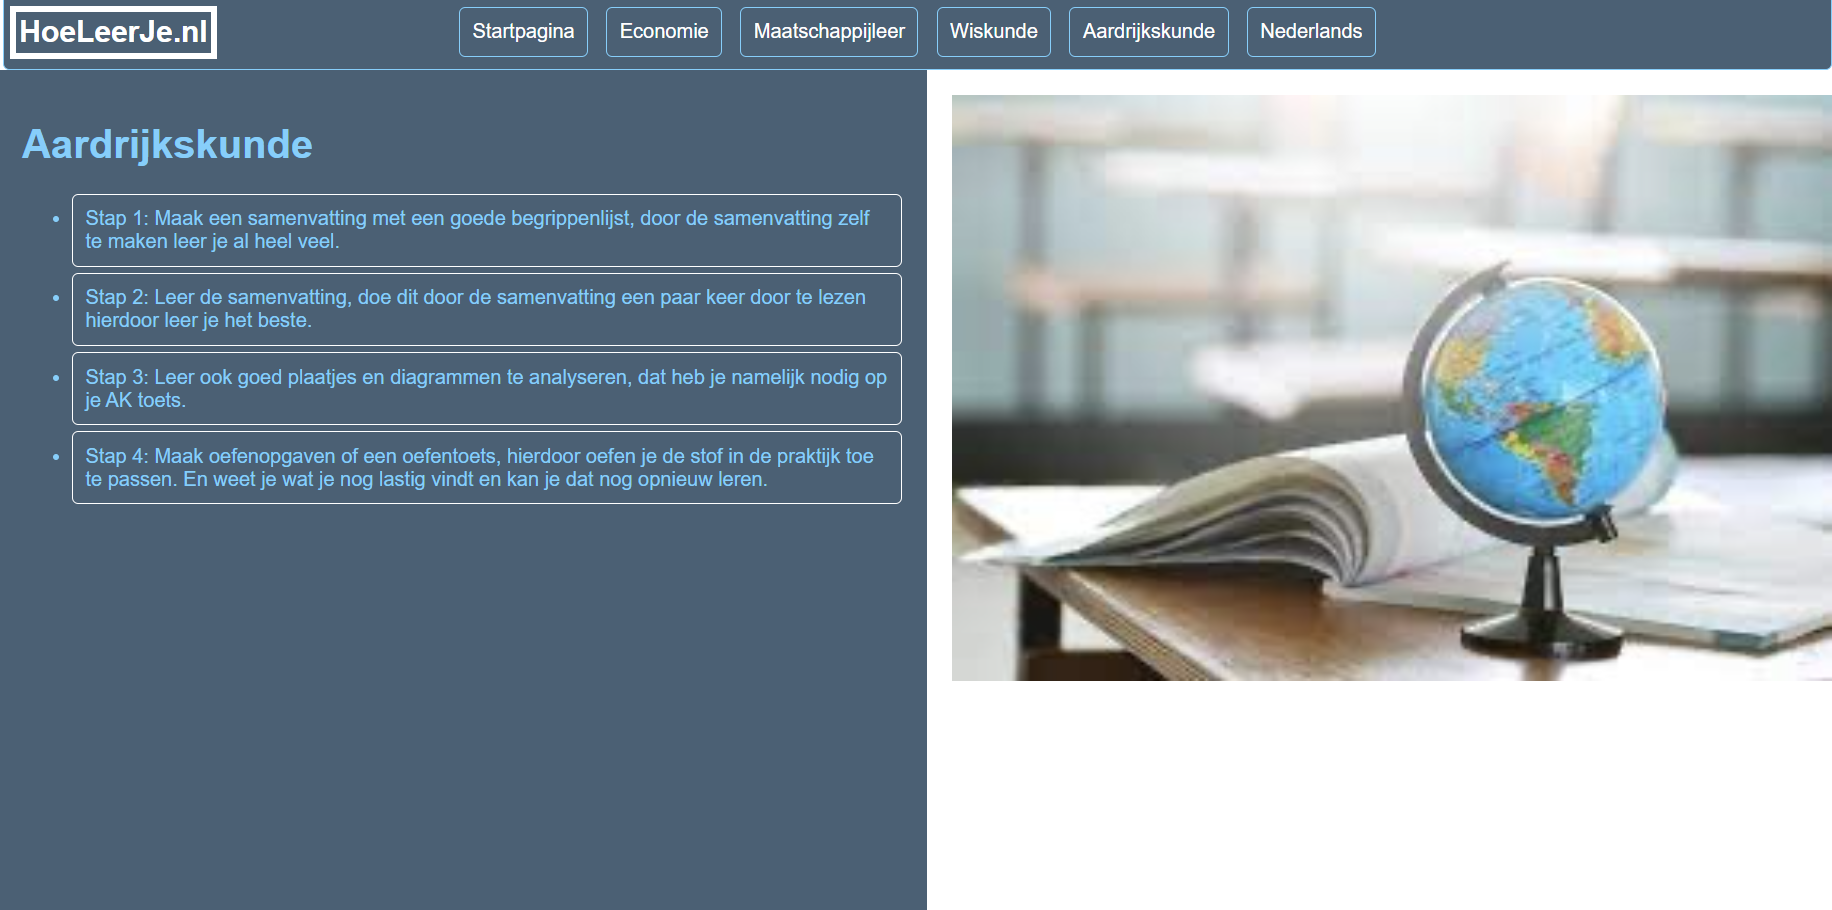 HoeLeerJe.nl
Startpagina
Economie
Maatschappijleer
Wiskunde
Aardrijkskunde
Nederlands
Aardrijkskunde
Stap 1: Maak een samenvatting met een goede begrippenlijst, door de samenvatting zelf
te maken leer je al heel veel.
Stap 2: Leer de samenvatting, doe dit door de samenvatting een paar keer door te lezen
hierdoor leer je het beste.
Stap 3: Leer ook goed plaatjes en diagrammen te analyseren, dat heb je namelijk nodig op
je AK toets.
Stap 4: Maak oefenopgaven of een oefentoets, hierdoor oefen je de stof in de praktijk toe
te passen. En weet je wat je nog lastig vindt en kan je dat nog opnieuw leren.